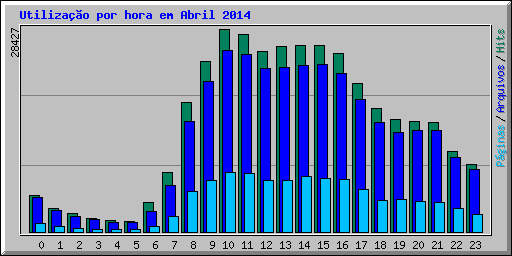 Utilização por hora em Abril 2014
28427
Páginas / Arquivos / Hits
0 1 2 3 4 5 6 7 8 9 10 11 12 13 14 15 16 17 18 19 20 21 22 23